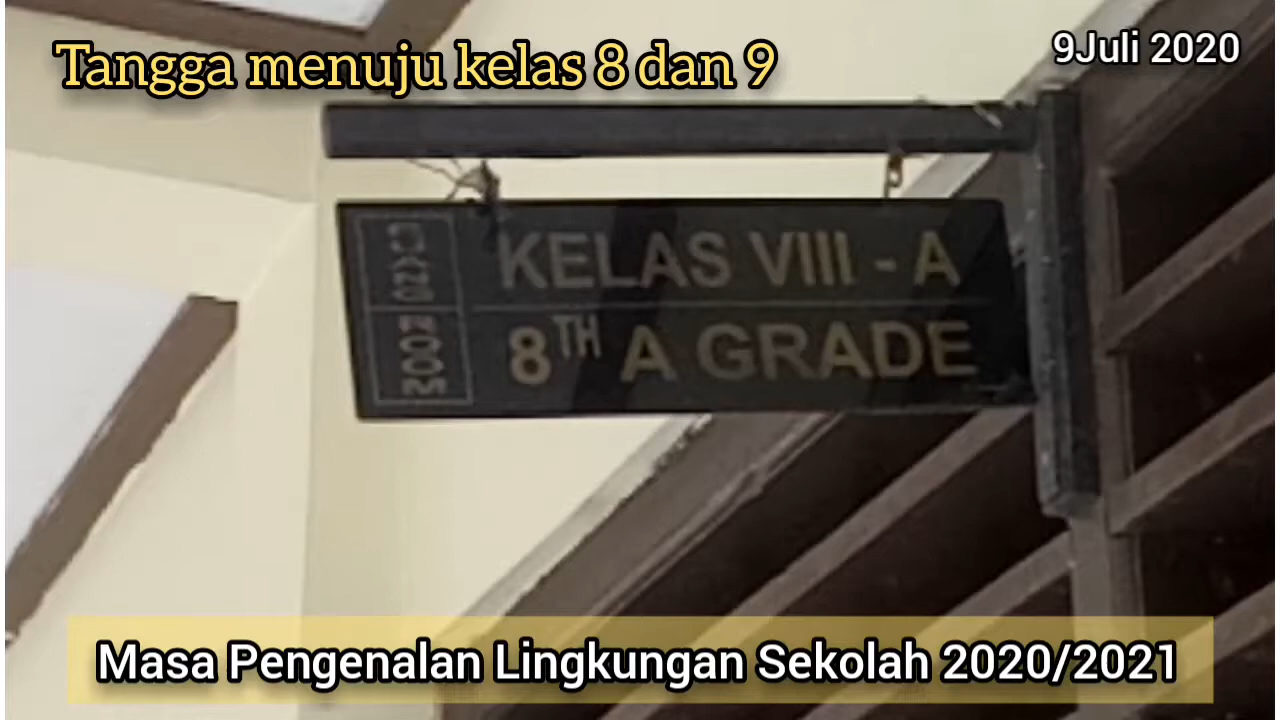 Tangga menuju kelas 8 dan 9
9Juli 2020
RUANG
KELAS VIII - A
ROOM
8TH A GRADE
Masa Pengenalan Lingkungan Sekolah 2020/2021